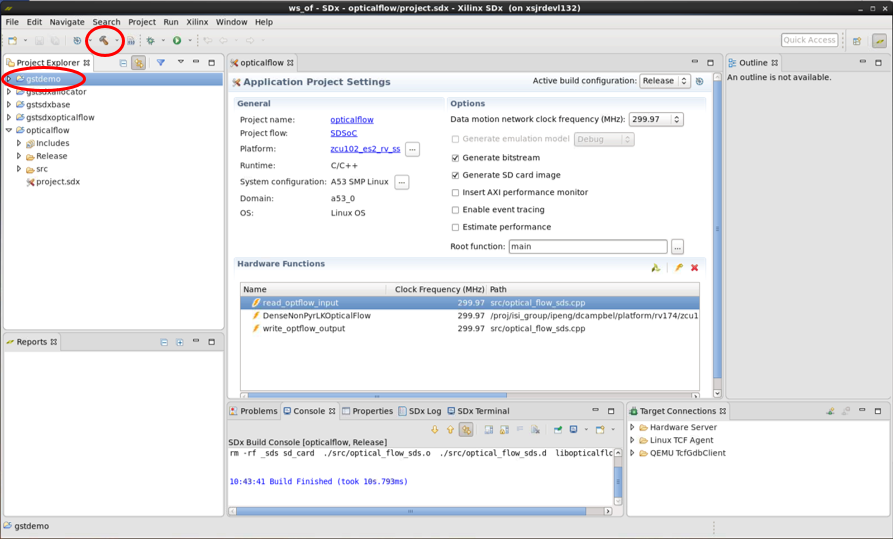 ws_of - SDx - opticalflow/project.sdx - Xilinx SDx (on xsjrdevl132)
File Edit Navigate Search Project Run Xilinx Window Help
Quick Access
Project Explorer
gstdemo
gstsdxallocator
gstsdxbase
gstsdxopticalflow
opticalflow
Includes
Release
src
project.sdx
Reports
opticalflow
Application Project Settings
Active build configuration: Release
General
Project name: opticalflow
Project flow: SDSoC
Platform: zcu102_es2_rv_ss ...
Runtime: C/C++
System configuration: A53 SMP Linux ...
Domain: a53_0
OS: Linux OS
Options
Data motion network clock frequency (MHz): 299.97
Generate emulation model Debug
Generate bitstream
Generate SD card image
Insert AXI performance monitor
Enable event tracing
Estimate performance
Root function: main ...
Hardware Functions
Name Clock Frequency (MHz) Path
read_optflow_input 299.97 src/optical_flow_sds.cpp
DenseNonPyrLKOpticalFlow 299.97 /proj/isi_group/ipeng/dcampbel/platform/rv174/zcu1
write_optflow_output 299.97 src/optical_flow_sds.cpp
Outline
An outline is not available.
Problems Console Properties SDx Log SDx Terminal
SDx Build Console [opticalflow, Release]
rm -rf _sds sd_card ./src/optical_flow_sds.o ./src/optical_flow_sds.d libopticalflo
10:43:41 Build Finished (took 10s.793ms)
Target Connections
Hardware Server
Linux TCF Agent
QEMU TcfGdbClient
gstdemo